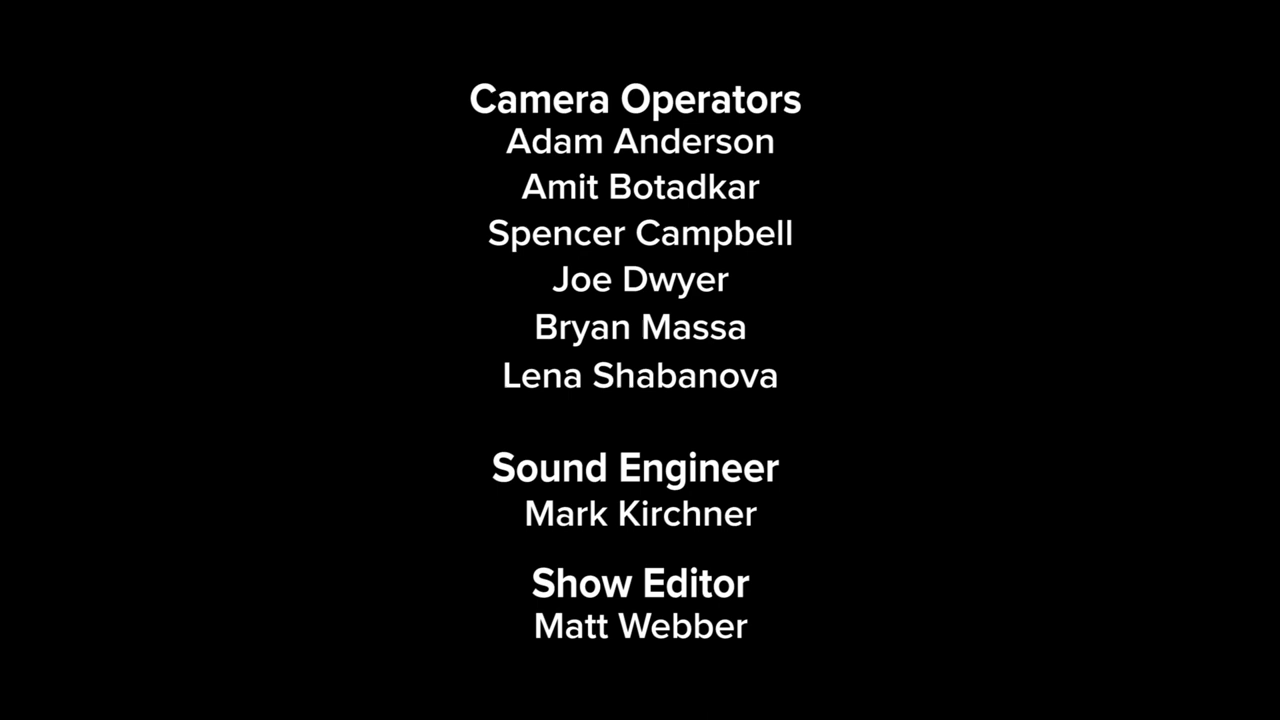 Camera Operators
Adam Anderson
Amit Botadkar
Spencer Campbell
Joe Dwyer
Bryan Massa
Lena Shabanova
Sound Engineer
Mark Kirchner
Show Editor
Matt Webber